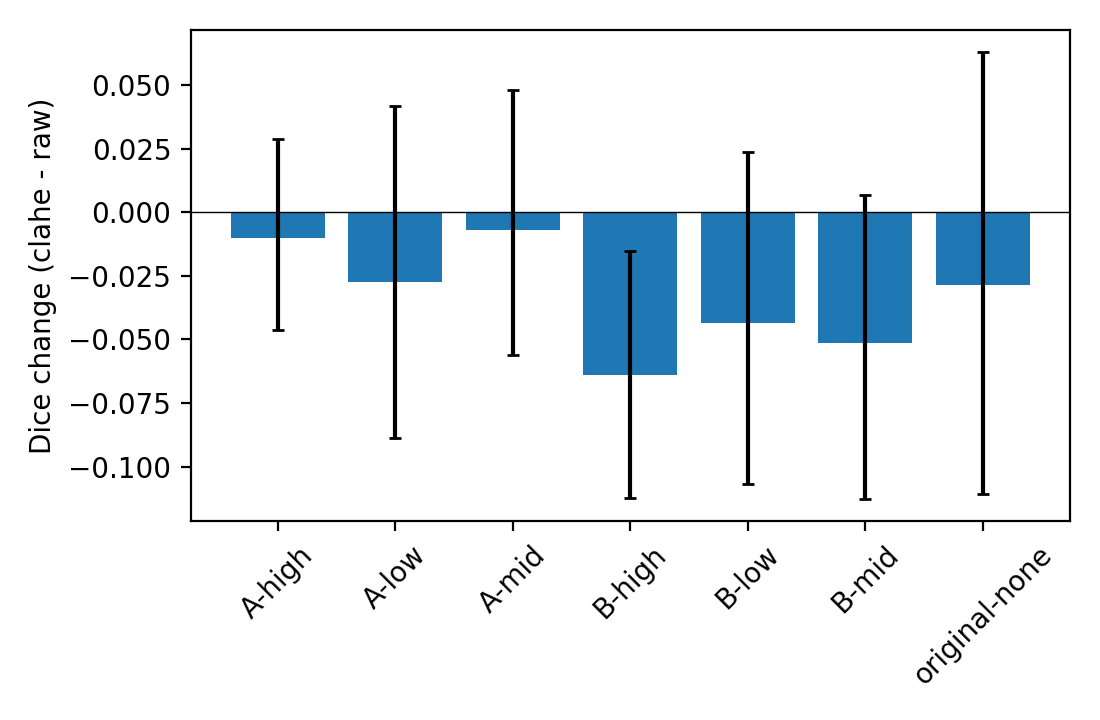 Dice change (clahe - raw)
0.050
0.025
0.000
−0.025
−0.050
−0.075
−0.100
A-high
A-low
A-mid
B-high
B-low
B-mid
original-none